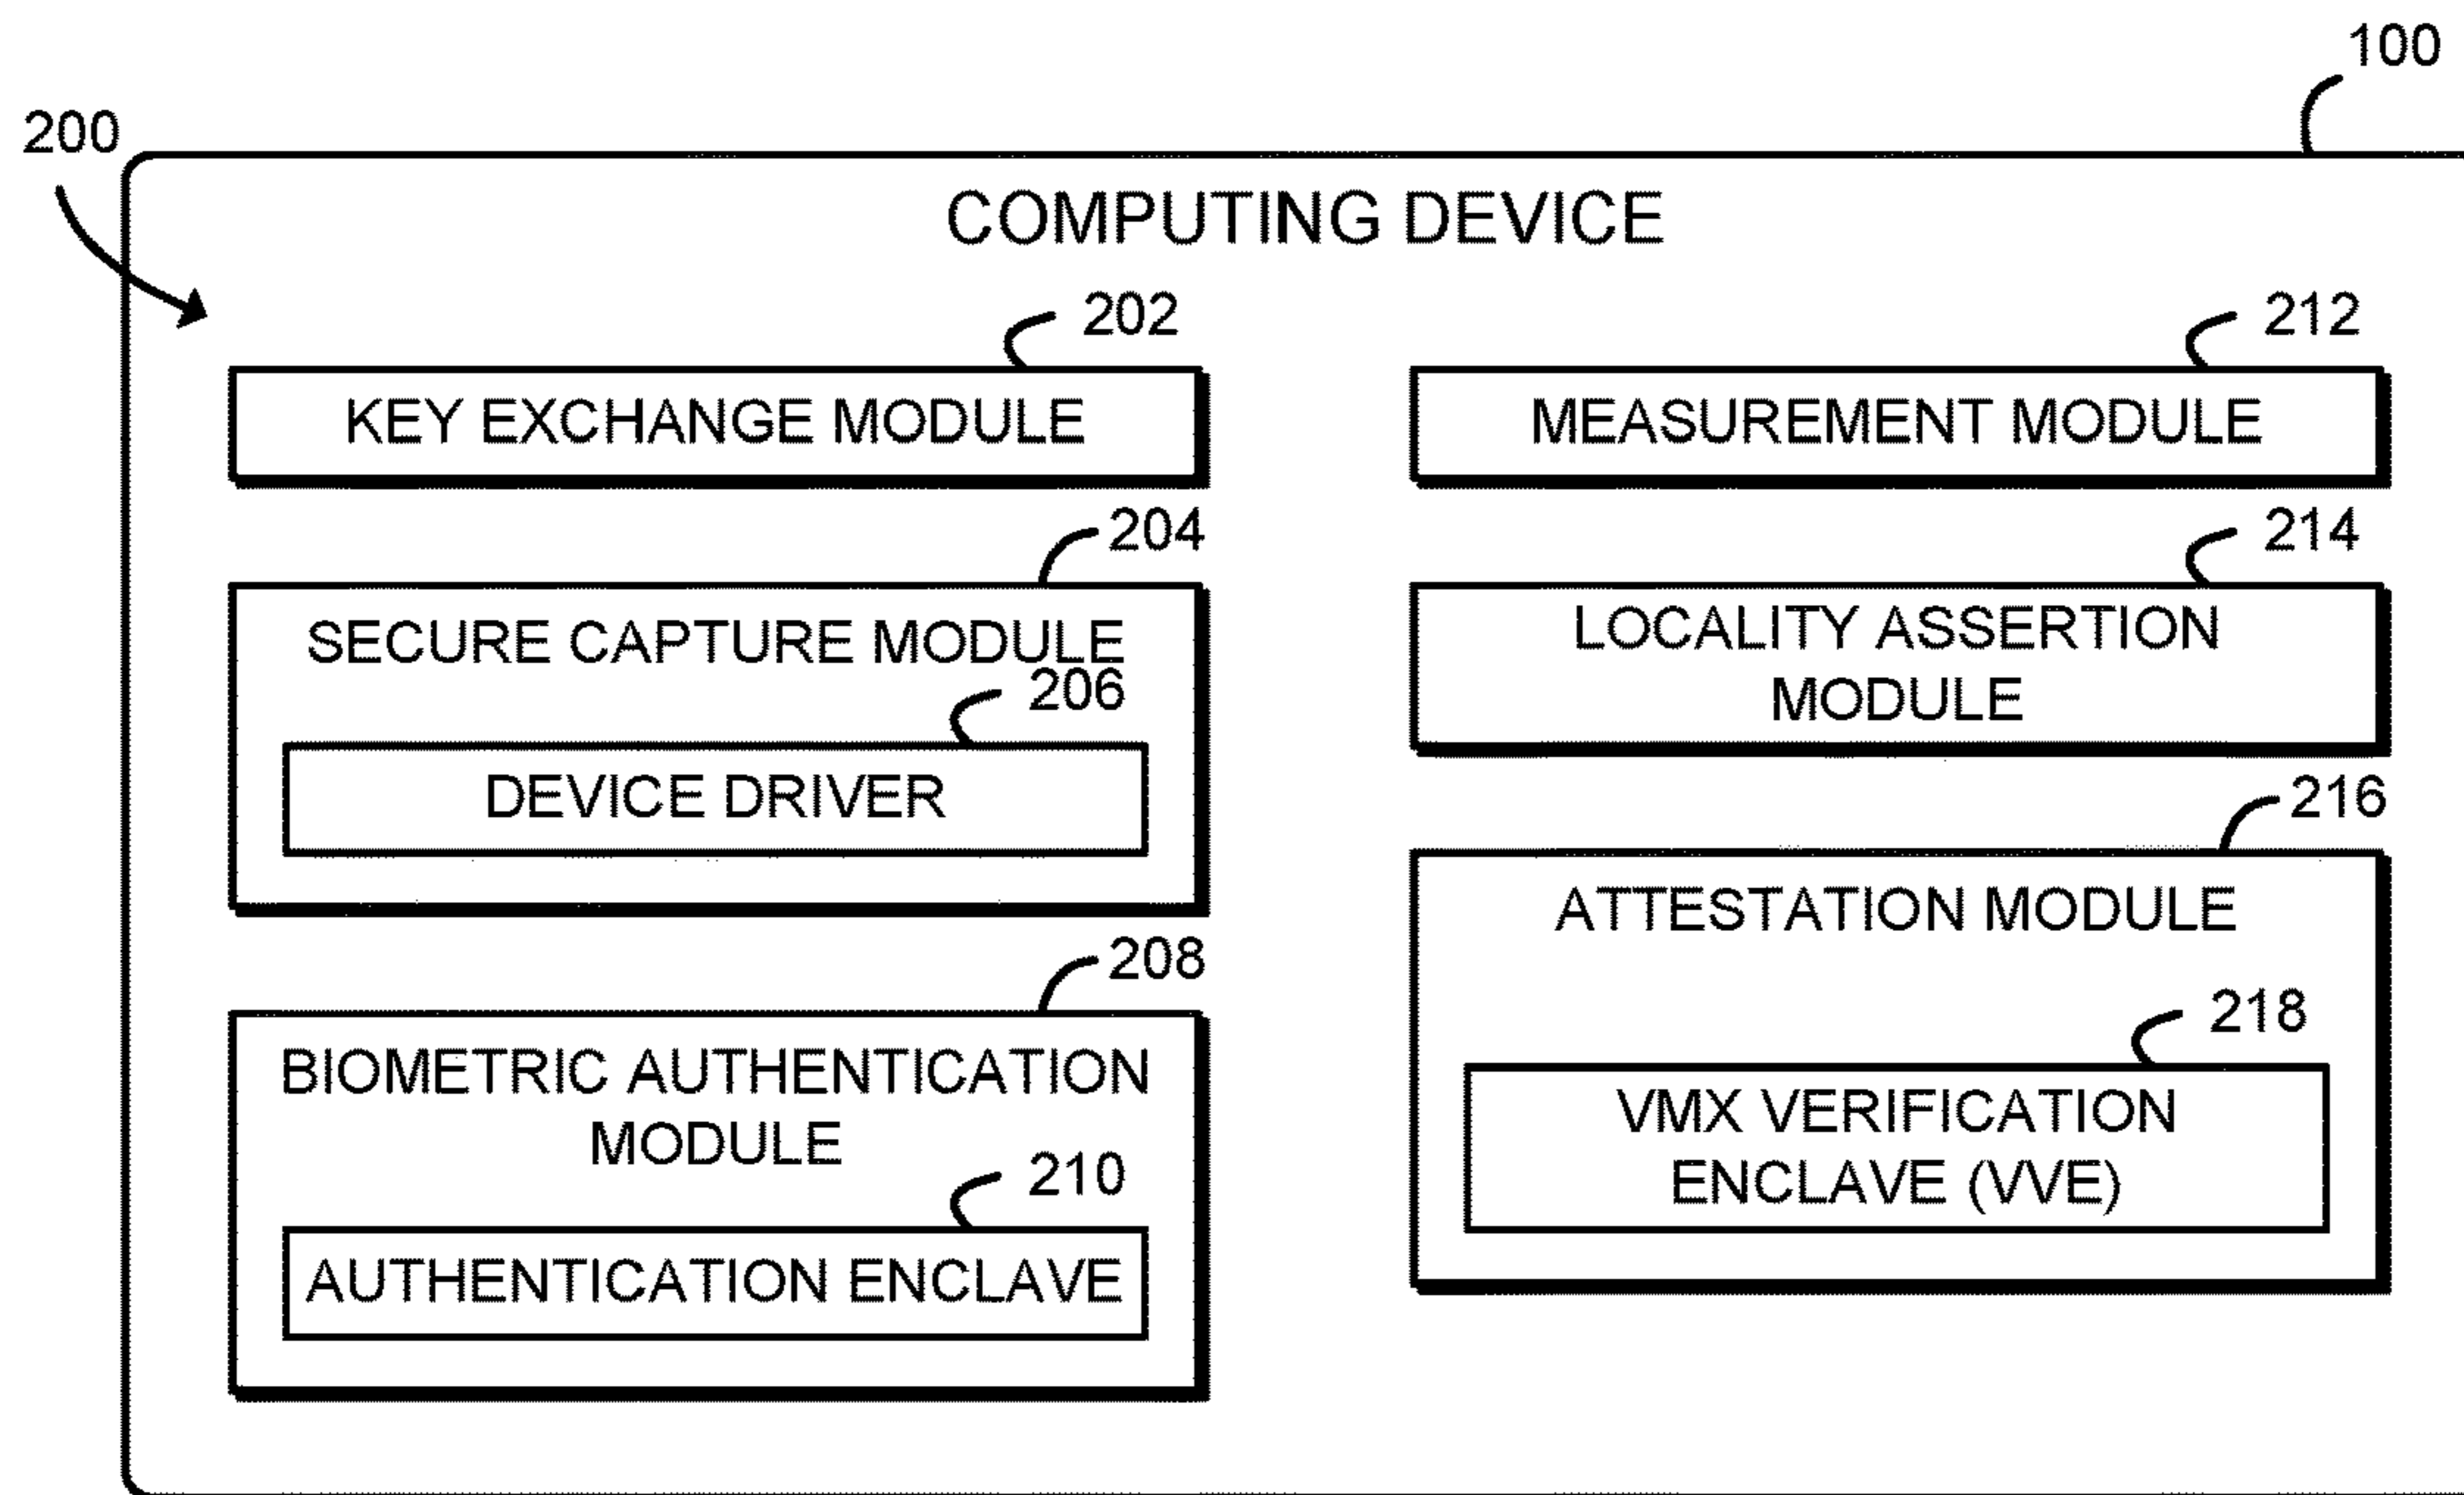 100
200
COMPUTING DEVICE
202
KEY EXCHANGE MODULE
204
SECURE CAPTURE MODULE
206
DEVICE DRIVER
208
BIOMETRIC AUTHENTICATION
MODULE
210
AUTHENTICATION ENCLAVE
212
MEASUREMENT MODULE
214
LOCALITY ASSERTION
MODULE
216
ATTESTATION MODULE
218
VMX VERIFICATION
ENCLAVE (VVE)